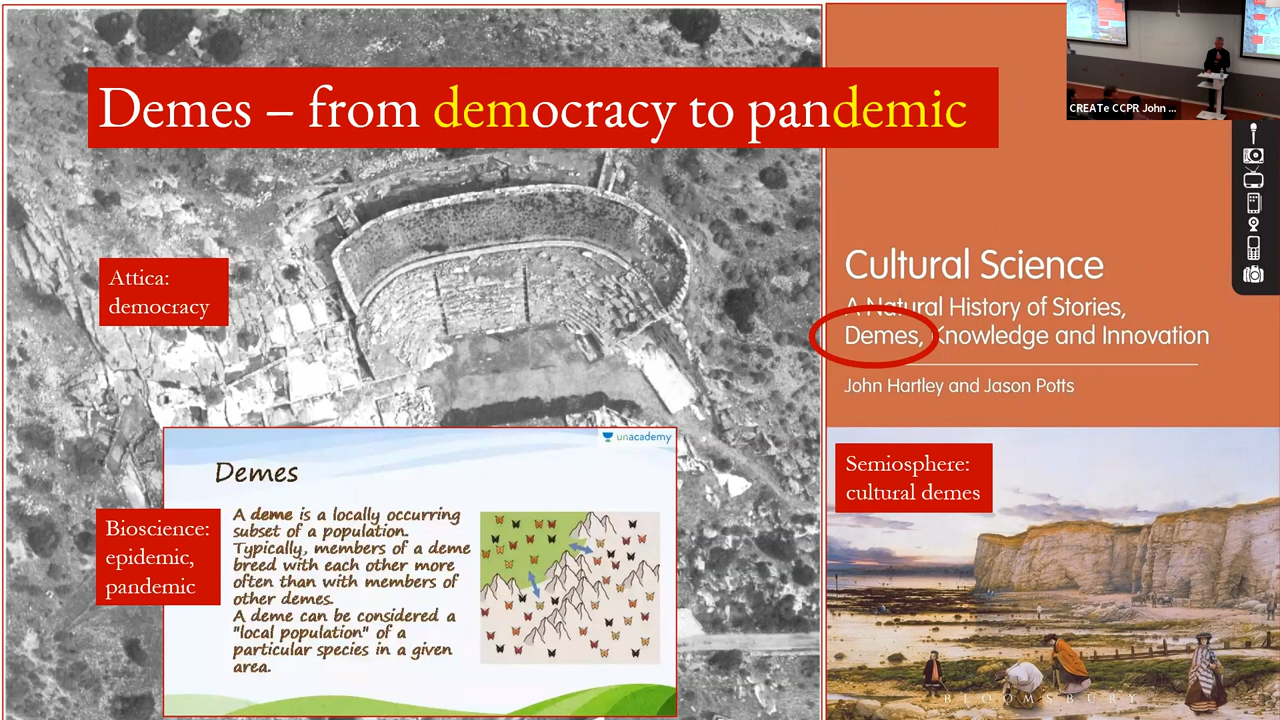 Demes – from democracy to pandemic
CREATe CCPR John ...
Attica:
democracy
Cultural Science
A Natural History of Stories,
Demes, Knowledge and Innovation
John Hartley and Jason Potts
unacademy
Demes
A deme is a locally occurring
subset of a population.
Typically, members of a deme
breed with each other more
often than with members of
other demes.
A deme can be considered a
"local population" of a
particular species in a given
area.
Bioscience:
epidemic,
pandemic
Semiosphere:
cultural demes
BLOOMSBURY